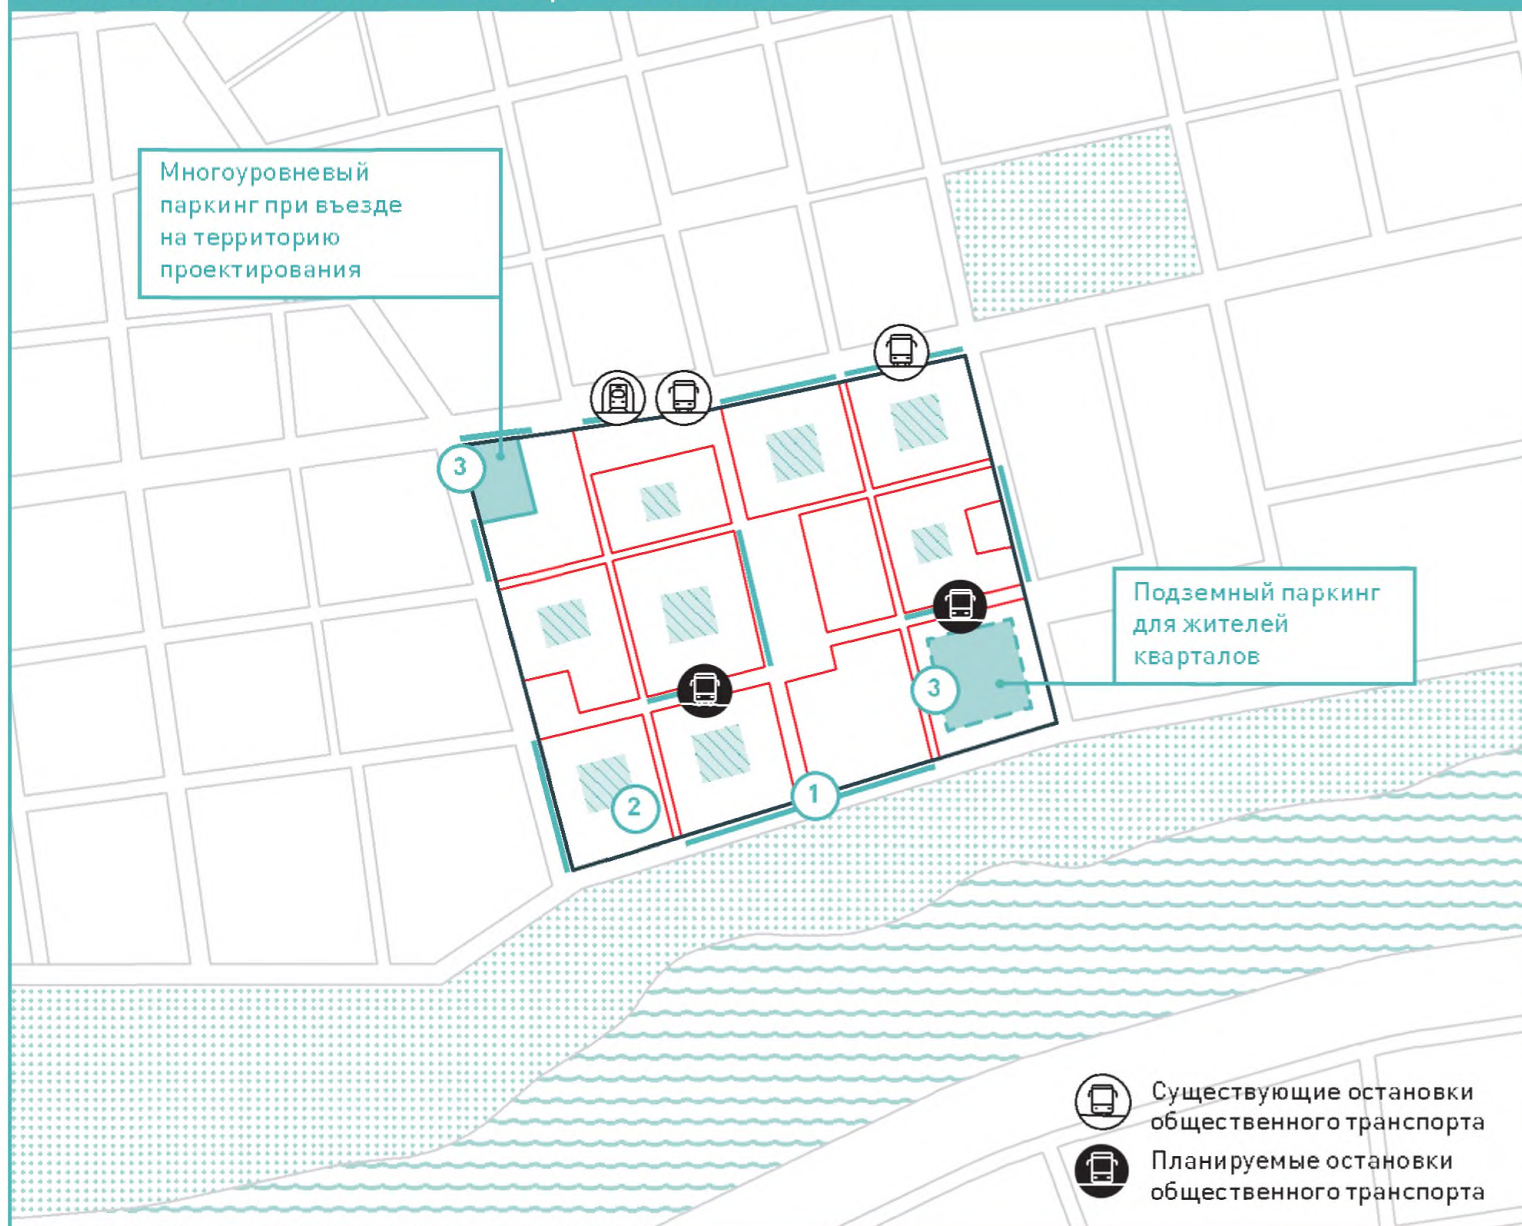 Многоуровневый
паркинг при въезде
на территорию
проектирования
3
Подземный паркинг
для жителей
кварталов
3
2
1
Существующие остановки
общественного транспорта
Планируемые остановки
общественного транспорта